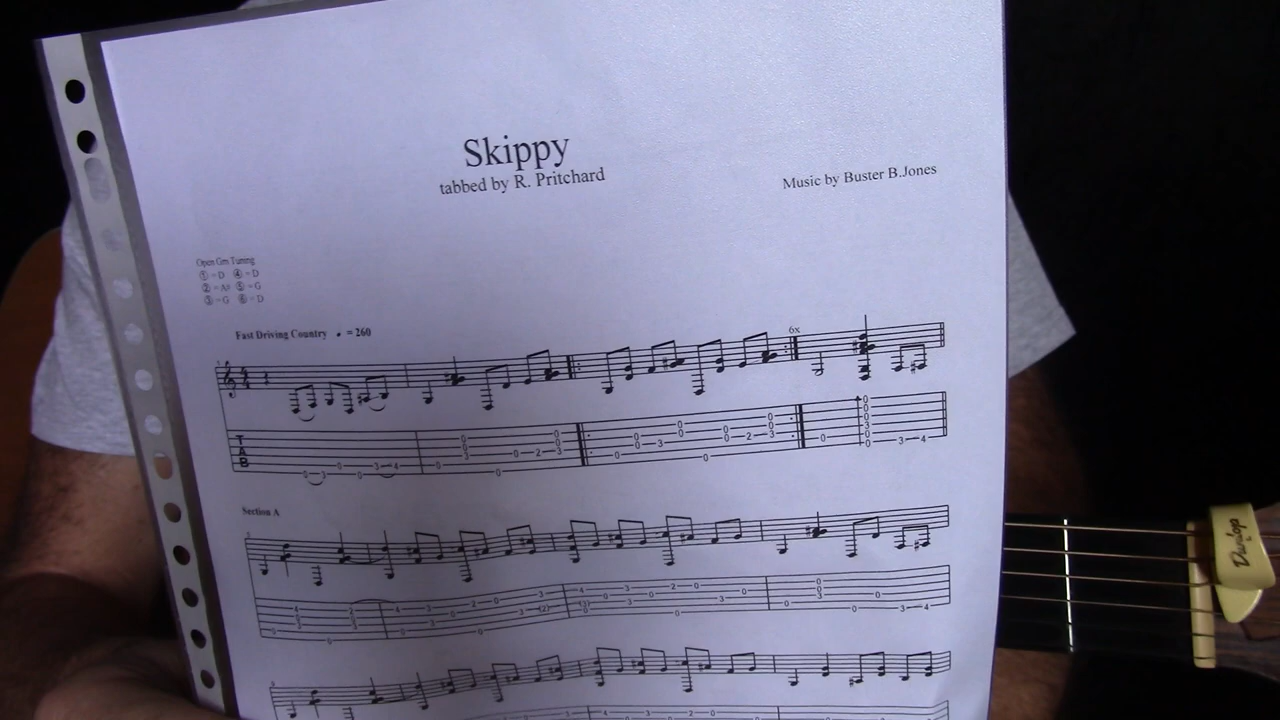 Skippy
tabbed by R. Pritchard
Music by Buster B.Jones
Open Gm Tuning
① = D ④ = D
② = A# ⑤ = G
③ = G ⑥ = D
Fast Driving Country ♩ = 260
6x
Section A
Dunlop